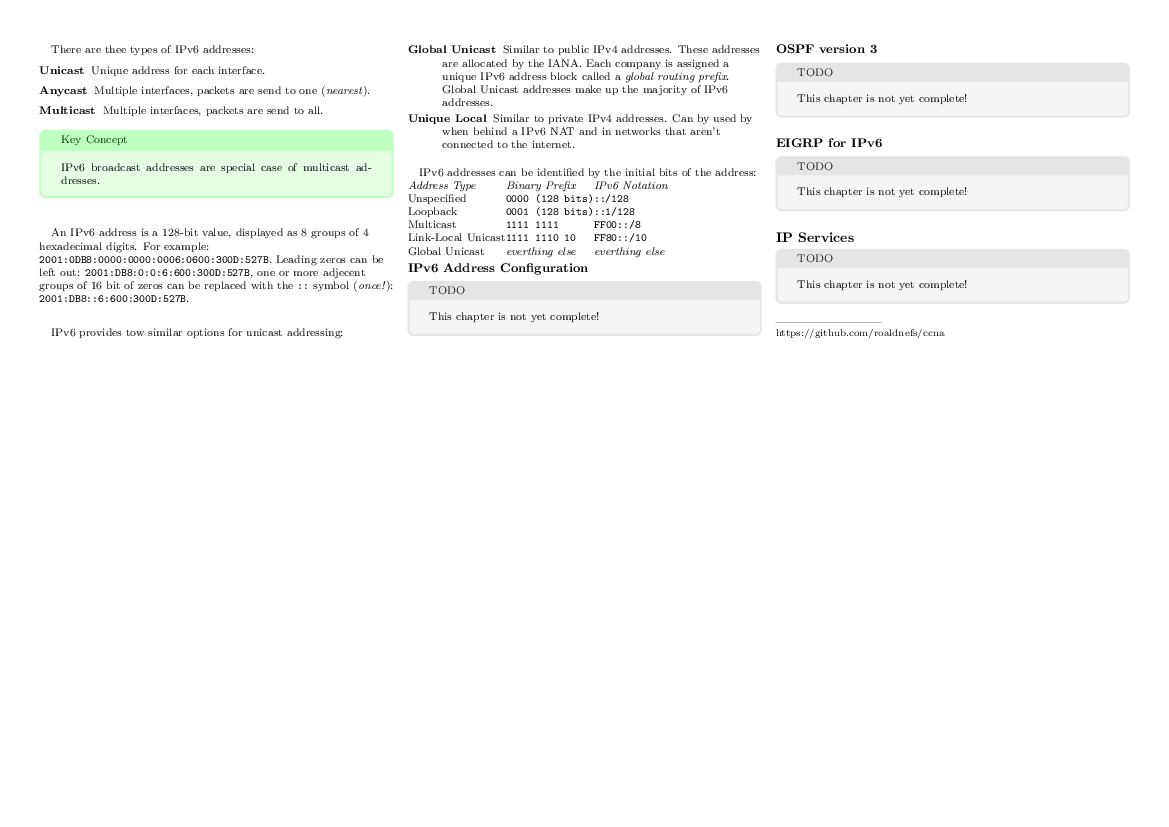 There are thee types of IPv6 addresses:
Unicast Unique address for each interface.
Anycast Multiple interfaces, packets are send to one (nearest).
Multicast Multiple interfaces, packets are send to all.
Key Concept
IPv6 broadcast addresses are special case of multicast ad-
dresses.
An IPv6 address is a 128-bit value, displayed as 8 groups of 4
hexadecimal digits. For example:
2001:0DB8:0000:0000:0006:0600:300D:527B. Leading zeros can be
left out: 2001:DB8:0:0:6:600:300D:527B, one or more adjecent
groups of 16 bit of zeros can be replaced with the :: symbol (once!):
2001:DB8::6:600:300D:527B.
IPv6 provides tow similar options for unicast addressing:
Global Unicast Similar to public IPv4 addresses. These addresses
are allocated by the IANA. Each company is assigned a
unique IPv6 address block called a global routing prefix.
Global Unicast addresses make up the majority of IPv6
addresses.
Unique Local Similar to private IPv4 addresses. Can by used by
when behind a IPv6 NAT and in networks that aren't
connected to the internet.
IPv6 addresses can be identified by the initial bits of the address:
Address Type Binary Prefix IPv6 Notation
Unspecified 0000 (128 bits) ::/128
Loopback 0001 (128 bits) ::1/128
Multicast 1111 1111 FF00::/8
Link-Local Unicast 1111 1110 10 FF80::/10
Global Unicast everthing else everthing else
IPv6 Address Configuration
TODO
This chapter is not yet complete!
OSPF version 3
TODO
This chapter is not yet complete!
EIGRP for IPv6
TODO
This chapter is not yet complete!
IP Services
TODO
This chapter is not yet complete!
https://github.com/roaldnefs/ccna